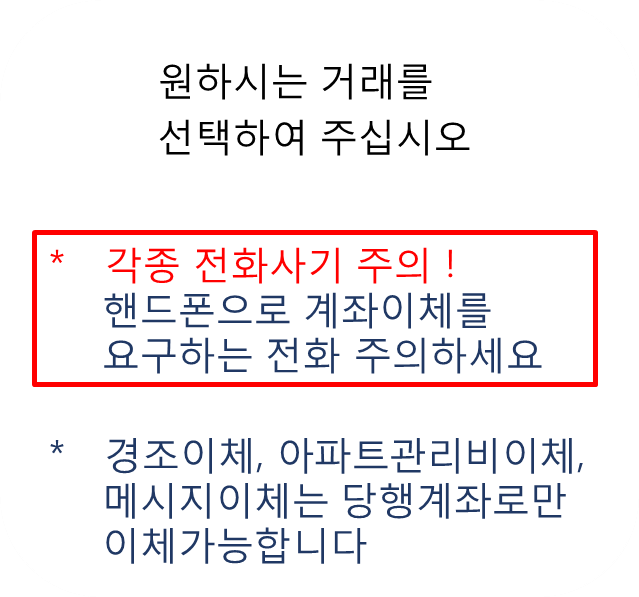 원하시는 거래를
선택하여 주십시오
* 각종 전화사기 주의 !
핸드폰으로 계좌이체를
요구하는 전화 주의하세요
* 경조이체, 아파트관리비이체,
메시지이체는 당행계좌로만
이체가능합니다